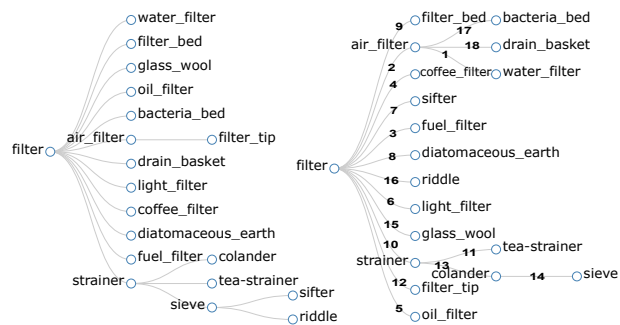 water_filter
filter_bed
glass_wool
oil_filter
bacteria_bed
air_filter filter_tip
filter
drain_basket
light_filter
coffee_filter
diatomaceous_earth
fuel_filter colander
strainer tea-strainer
sieve sifter
riddle
9 filter_bed bacteria_bed
17
air_filter 18 drain_basket
1
2
4 coffee_filter water_filter
7 sifter
3 fuel_filter
8 diatomaceous_earth
filter
16 riddle
6 light_filter
15 glass_wool
10 11 tea-strainer
strainer 13
colander 14 sieve
12 filter_tip
5 oil_filter